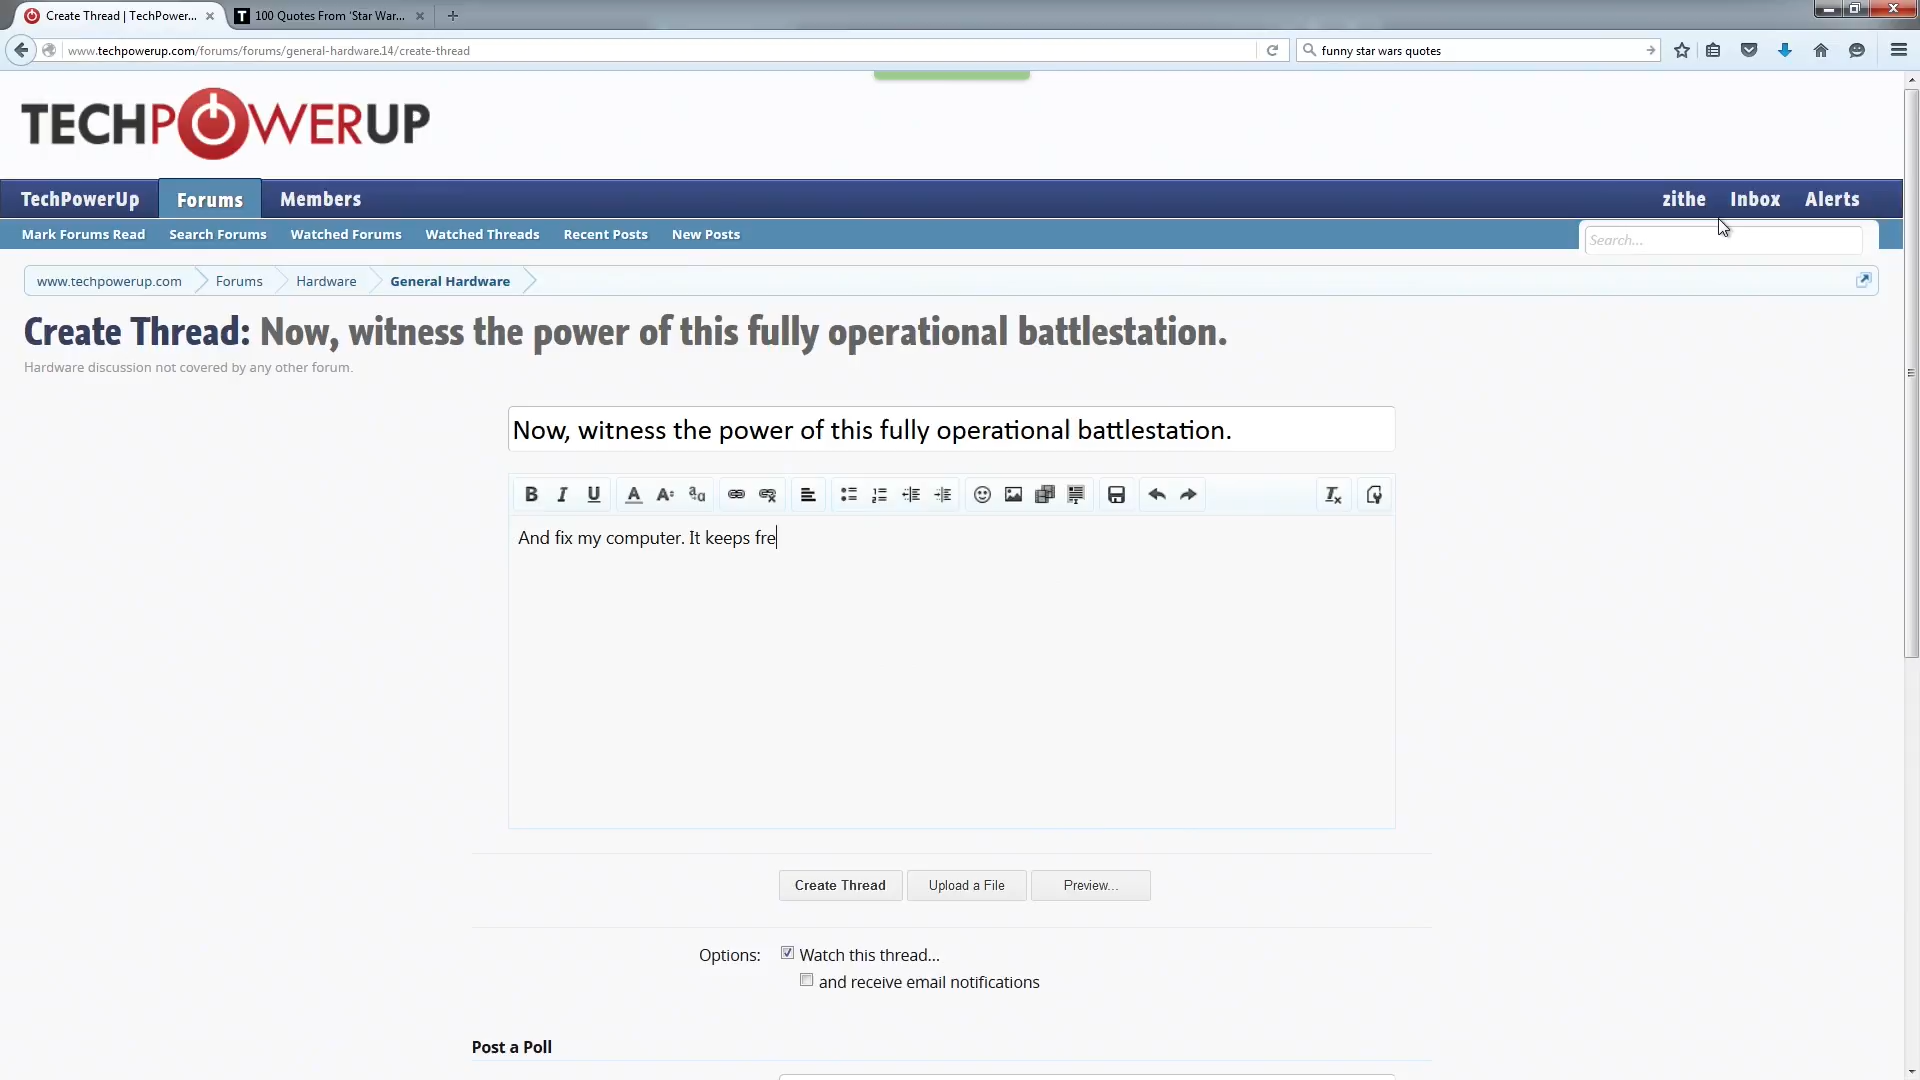 Create Thread | TechPower...
100 Quotes From 'Star War...
www.techpowerup.com/forums/forums/general-hardware.14/create-thread
funny star wars quotes
TECHPOWERUP
TechPowerUp Forums Members zithe Inbox Alerts
Mark Forums Read Search Forums Watched Forums Watched Threads Recent Posts New Posts Search...
www.techpowerup.com Forums Hardware General Hardware
Create Thread: Now, witness the power of this fully operational battlestation.
Hardware discussion not covered by any other forum.
Now, witness the power of this fully operational battlestation.
And fix my computer. It keeps fre
Create Thread Upload a File Preview...
Options: Watch this thread...
and receive email notifications
Post a Poll